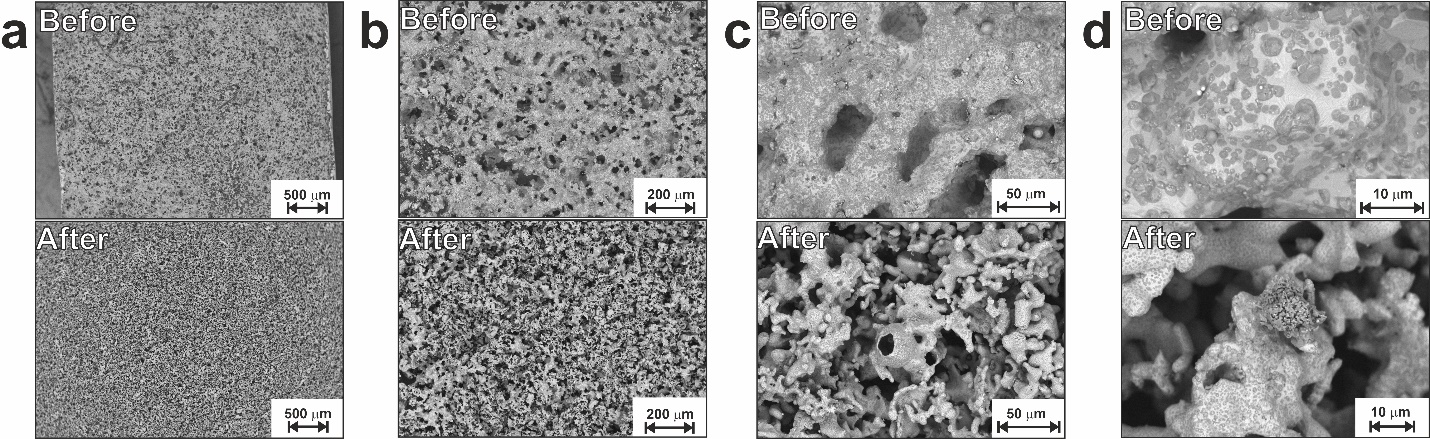 a Before 500 μm
b Before 200 μm
c Before 50 μm
d Before 10 μm
After 500 μm
After 200 μm
After 50 μm
After 10 μm